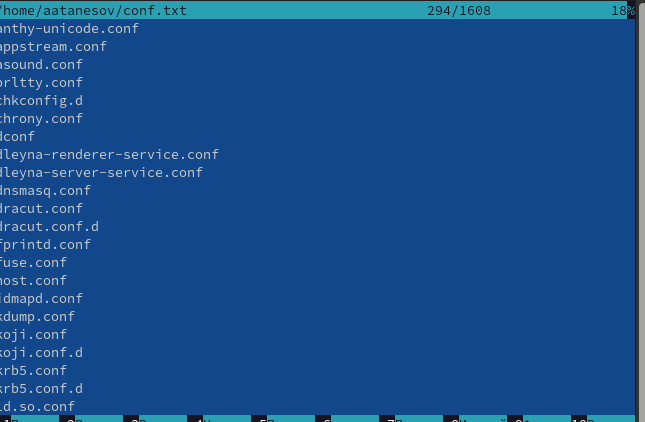 /home/aatanesov/conf.txt 294/1608 18%
anthy-unicode.conf
appstream.conf
asound.conf
brltty.conf
chkconfig.d
chrony.conf
dconf
dleyna-renderer-service.conf
dleyna-server-service.conf
dnsmasq.conf
dracut.conf
dracut.conf.d
fprintd.conf
fuse.conf
host.conf
idmapd.conf
kdump.conf
koji.conf
koji.conf.d
krb5.conf
krb5.conf.d
ld.so.conf